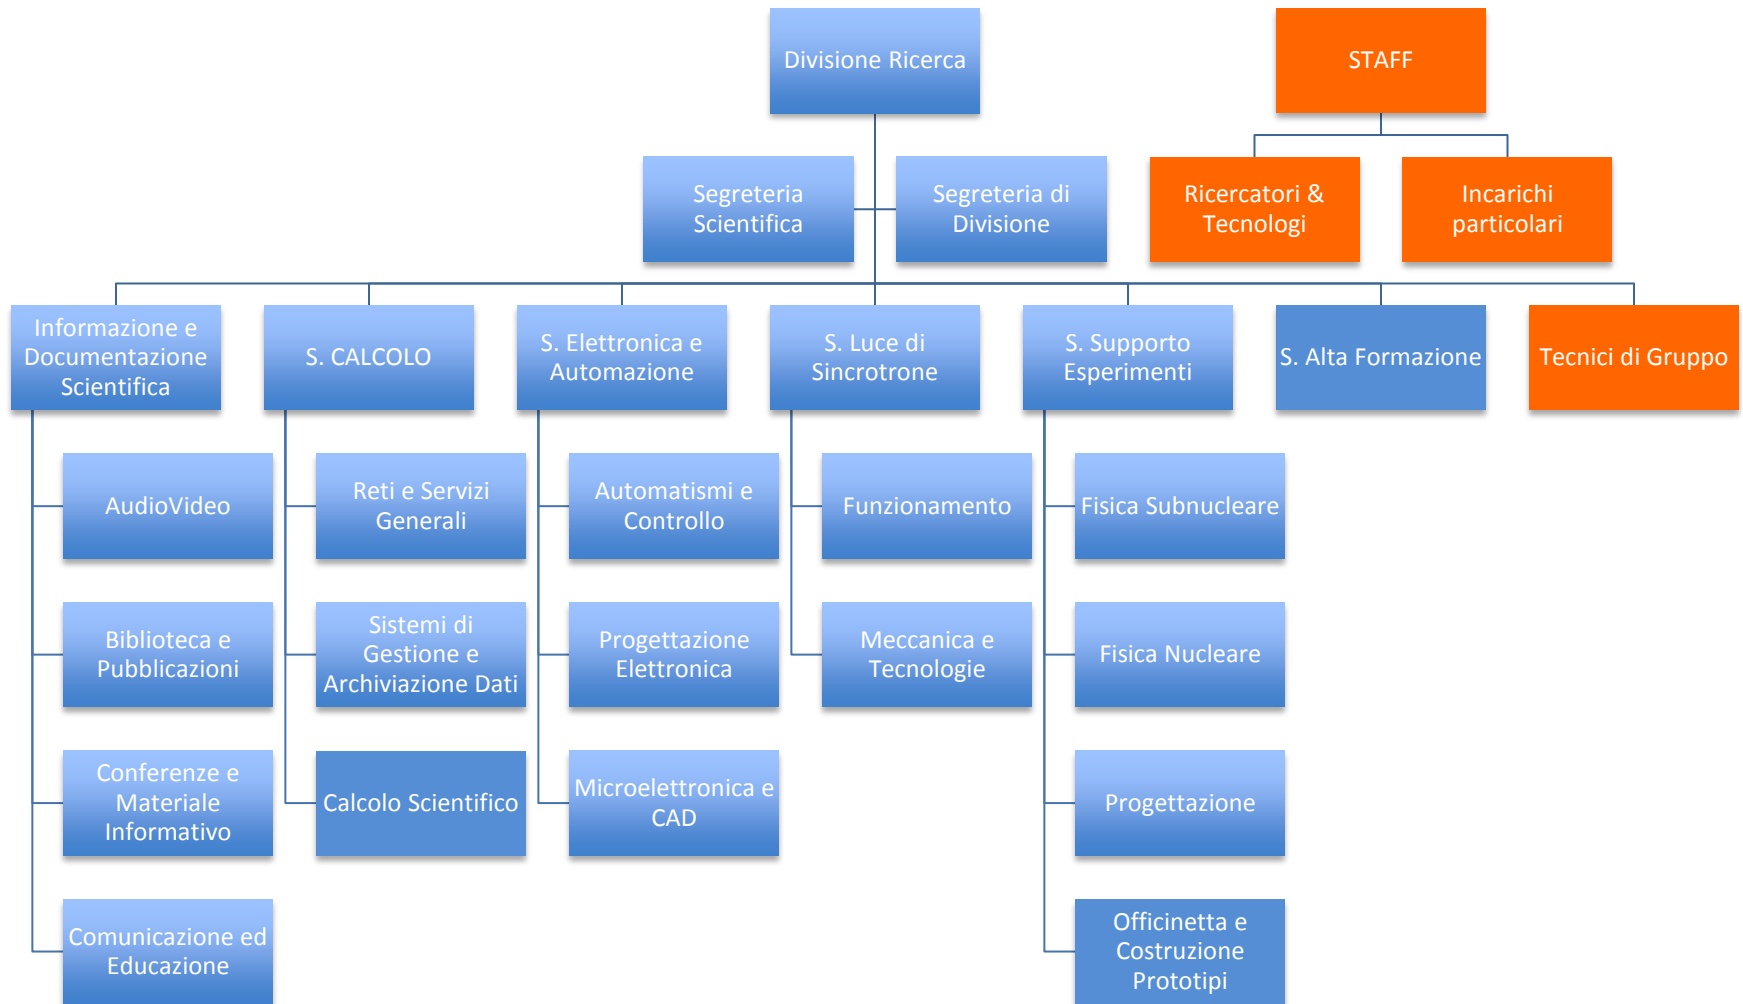 Divisione Ricerca
STAFF
Segreteria
Scientifica
Segreteria di
Divisione
Ricercatori &
Tecnologi
Incarichi
particolari
Informazione e
Documentazione
Scientifica
S. CALCOLO
S. Elettronica e
Automazione
S. Luce di
Sincrotrone
S. Supporto
Esperimenti
S. Alta Formazione
Tecnici di Gruppo
AudioVideo
Reti e Servizi
Generali
Automatismi e
Controllo
Funzionamento
Fisica Subnucleare
Biblioteca e
Pubblicazioni
Sistemi di
Gestione e
Archiviazione Dati
Progettazione
Elettronica
Meccanica e
Tecnologie
Fisica Nucleare
Conferenze e
Materiale
Informativo
Calcolo Scientifico
Microelettronica e
CAD
Progettazione
Comunicazione ed
Educazione
Officinetta e
Costruzione
Prototipi